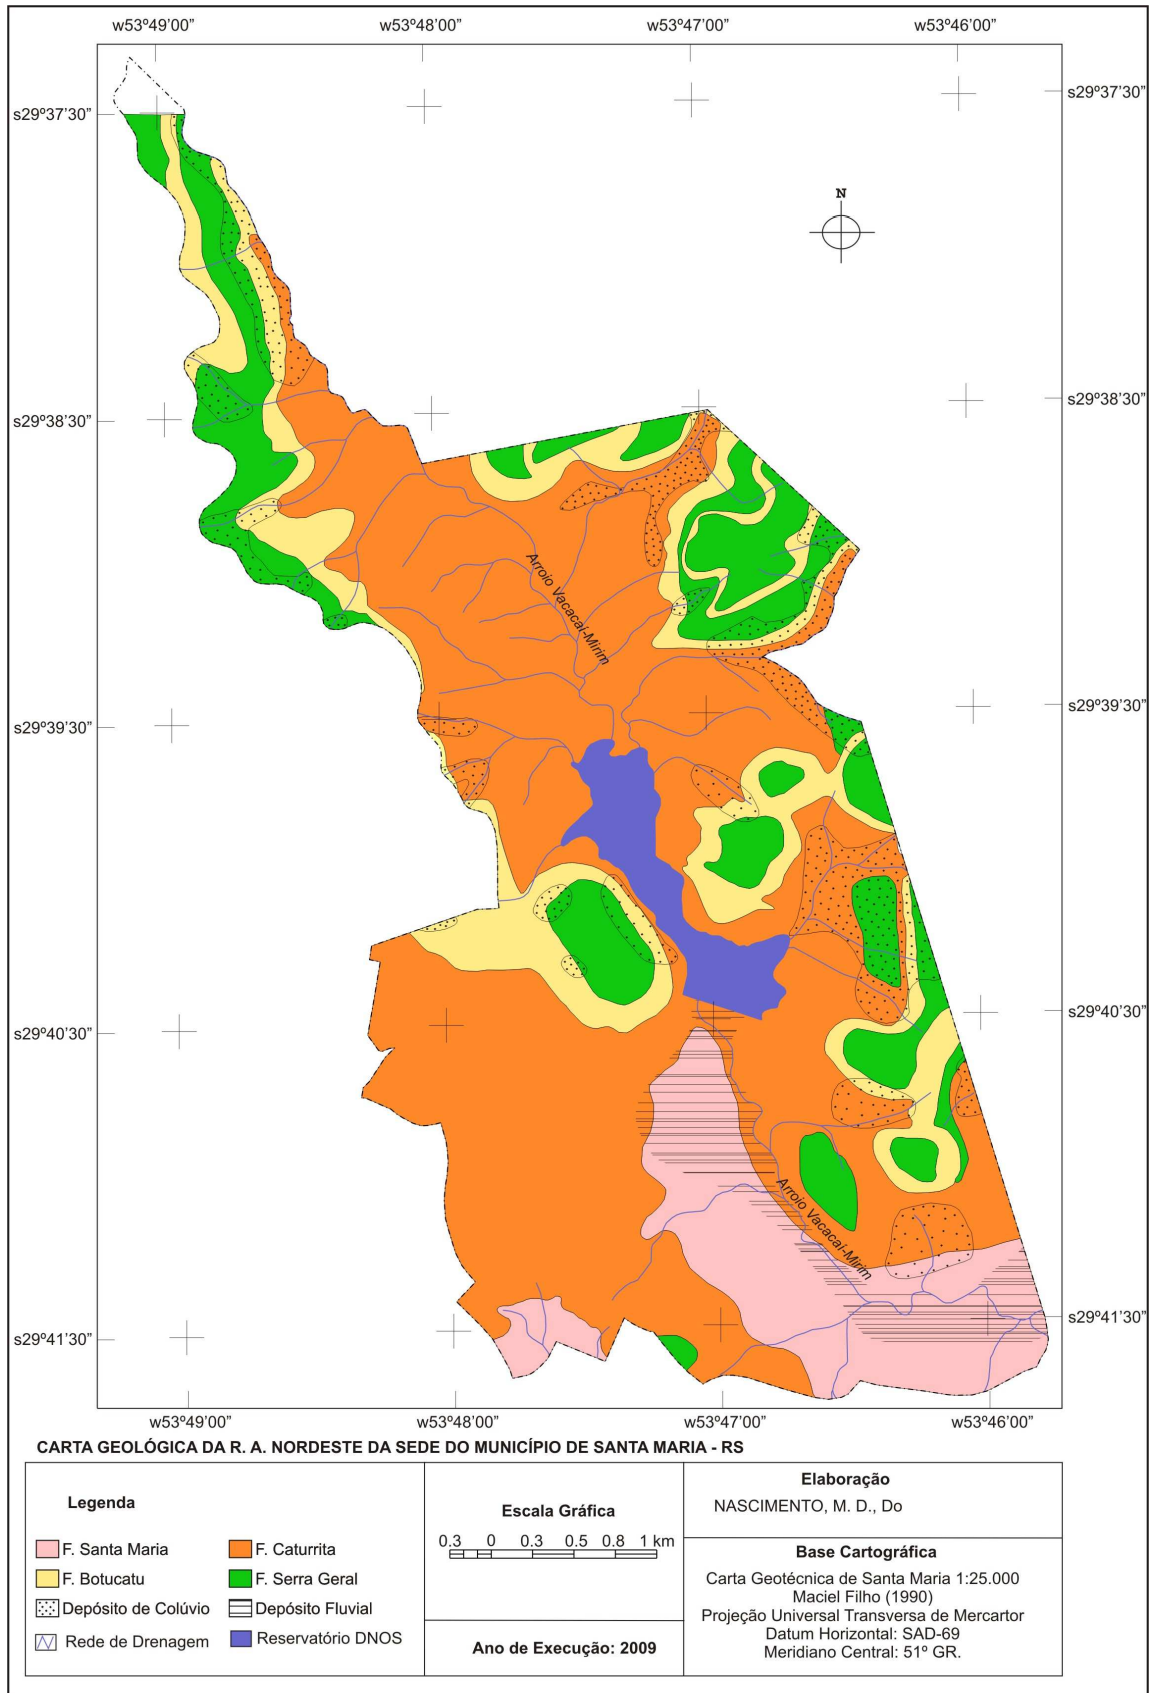 w53º49'00"
w53º48'00"
w53º47'00"
w53º46'00"
s29º37'30"
s29º37'30"
N
s29º38'30"
s29º38'30"
Arroio Vacacaí-Mirim
s29º39'30"
s29º39'30"
s29º40'30"
s29º40'30"
Arroio Vacacaí-Mirim
s29º41'30"
s29º41'30"
w53º49'00"
w53º48'00"
w53º47'00"
w53º46'00"
CARTA GEOLÓGICA DA R. A. NORDESTE DA SEDE DO MUNICÍPIO DE SANTA MARIA - RS
Legenda
F. Santa Maria
F. Caturrita
F. Botucatu
F. Serra Geral
Depósito de Colúvio
Depósito Fluvial
Rede de Drenagem
Reservatório DNOS
Escala Gráfica
0.3 0 0.3 0.5 0.8 1 km
Ano de Execução: 2009
Elaboração
NASCIMENTO, M. D., Do
Base Cartográfica
Carta Geotécnica de Santa Maria 1:25.000
Maciel Filho (1990)
Projeção Universal Transversa de Mercartor
Datum Horizontal: SAD-69
Meridiano Central: 51º GR.